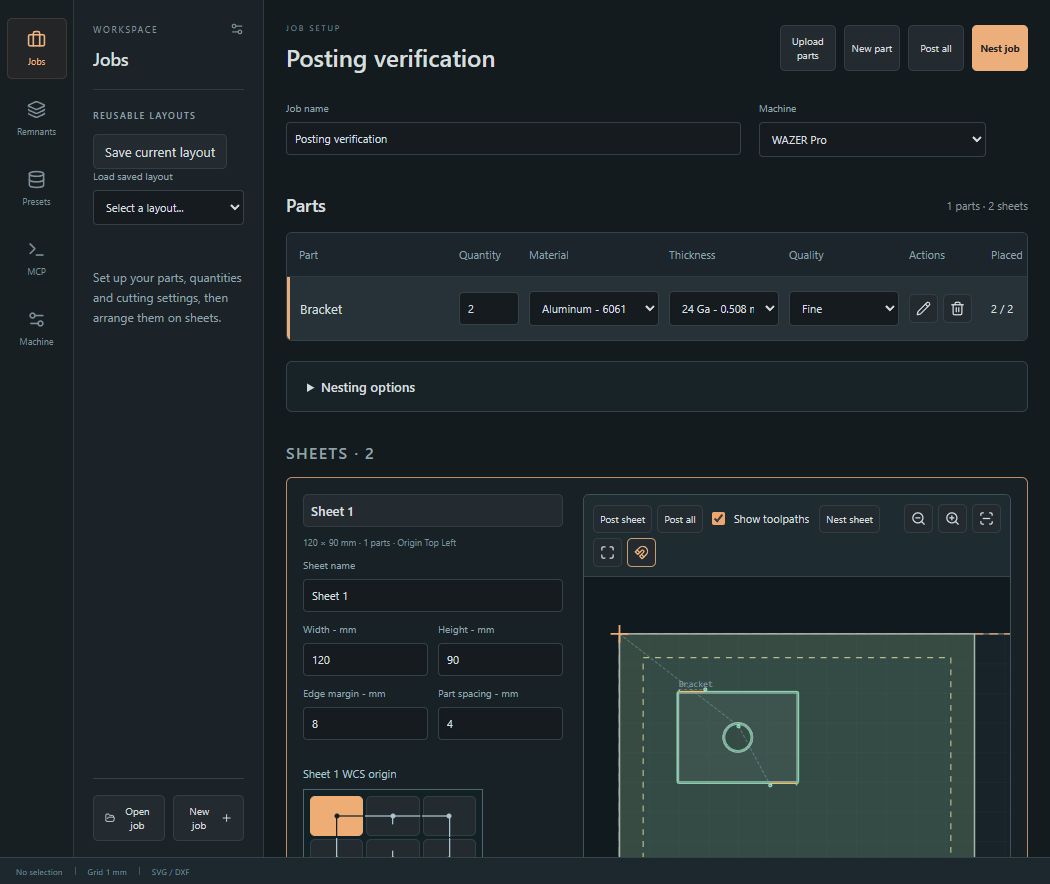 Jobs
Remnants
Presets
MCP
Machine
WORKSPACE
Jobs
REUSABLE LAYOUTS
Save current layout
Load saved layout
Select a layout...
Set up your parts, quantities
and cutting settings, then
arrange them on sheets.
Open
job
New
job
JOB SETUP
Posting verification
Upload
parts
New part
Post all
Nest job
Job name
Machine
Posting verification
WAZER Pro
Parts
1 parts · 2 sheets
Part Quantity Material Thickness Quality Actions Placed
Bracket 2 Aluminum - 6061 24 Ga - 0.508 Fine 2 / 2
Nesting options
SHEETS · 2
Sheet 1
120 × 90 mm · 1 parts · Origin Top Left
Sheet name
Sheet 1
Width - mm Height - mm
120 90
Edge margin - mm Part spacing - mm
8 4
Sheet 1 WCS origin
Post sheet Post all Show toolpaths Nest sheet
Bracket
No selection Grid 1 mm SVG / DXF